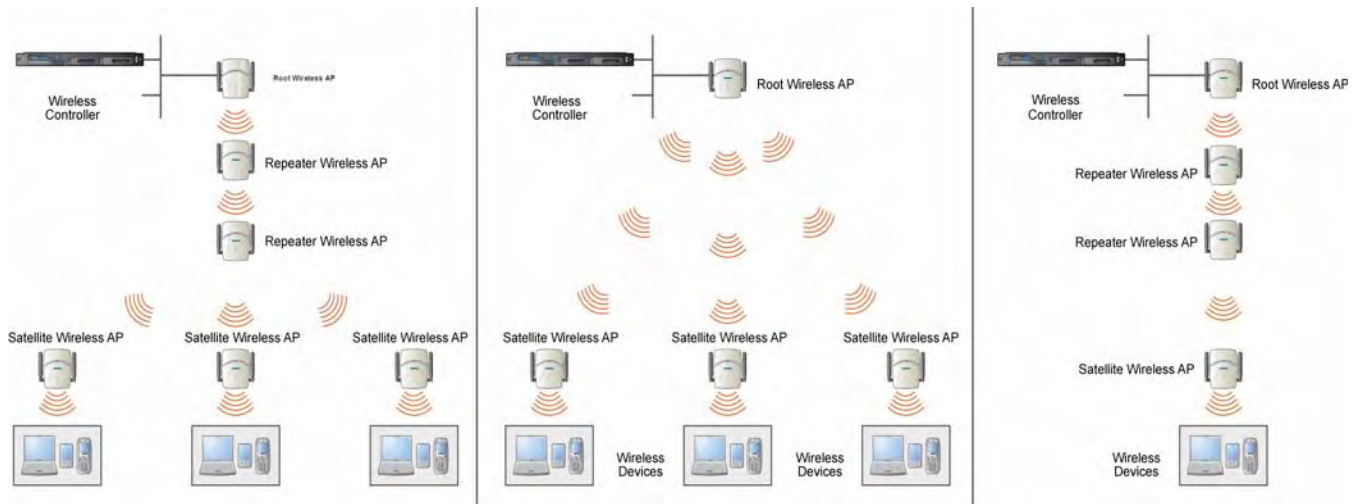 Root Wireless AP
Wireless
Controller
Repeater Wireless AP
Repeater Wireless AP
Satellite Wireless AP
Satellite Wireless AP
Satellite Wireless AP
Root Wireless AP
Wireless
Controller
Satellite Wireless AP
Satellite Wireless AP
Satellite Wireless AP
Wireless
Devices
Wireless
Devices
Root Wireless AP
Wireless
Controller
Repeater Wireless AP
Repeater Wireless AP
Satellite Wireless AP
Wireless
Devices